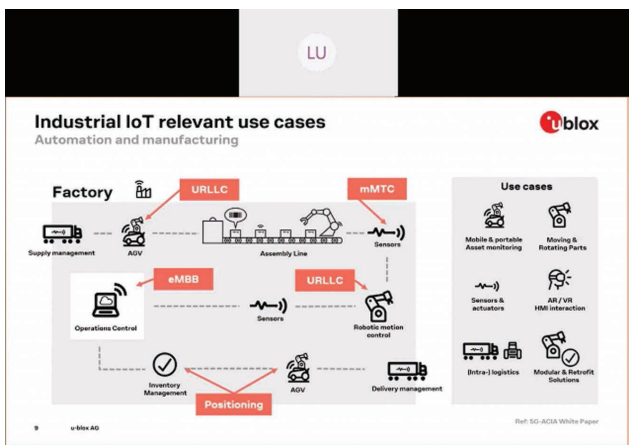 LU
Industrial IoT relevant use cases
Automation and manufacturing
ublox
Factory
URLLC
mMTC
Supply management
AGV
Assembly Line
Sensors
eMBB
URLLC
Operations Control
Sensors
Robotic motion
control
Inventory
Management
AGV
Delivery management
Positioning
Use cases
Mobile & portable
Asset monitoring
Moving &
Rotating Parts
Sensors &
actuators
AR / VR
HMI interaction
(Intra-) logistics
Modular & Retrofit
Solutions
9
u-blox AG
Ref: 5G-ACIA White Paper